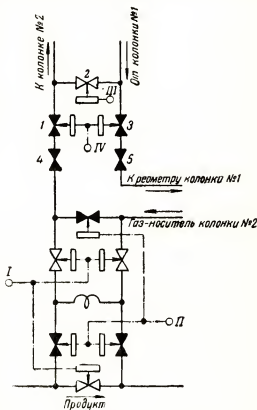 К колонке №2
От колонки №1
2
III
1
3
IV
4
5
К реометру колонки №1
Газ-носитель колонки №2
I
II
Продукт